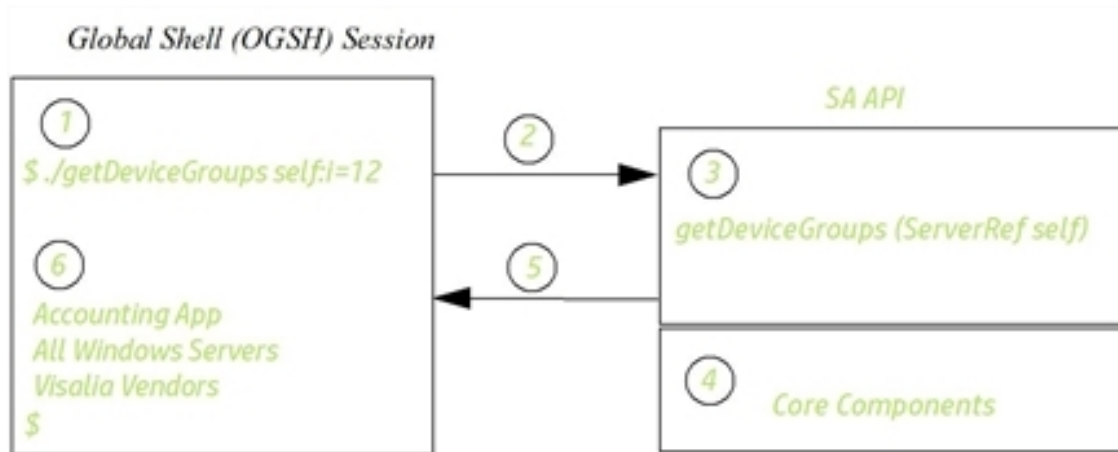 Global Shell (OGSH) Session
1
$ ./getDeviceGroups self:i=12
6
Accounting App
All Windows Servers
Visalia Vendors
$
2
5
SA API
3
getDeviceGroups (ServerRef self)
4
Core Components